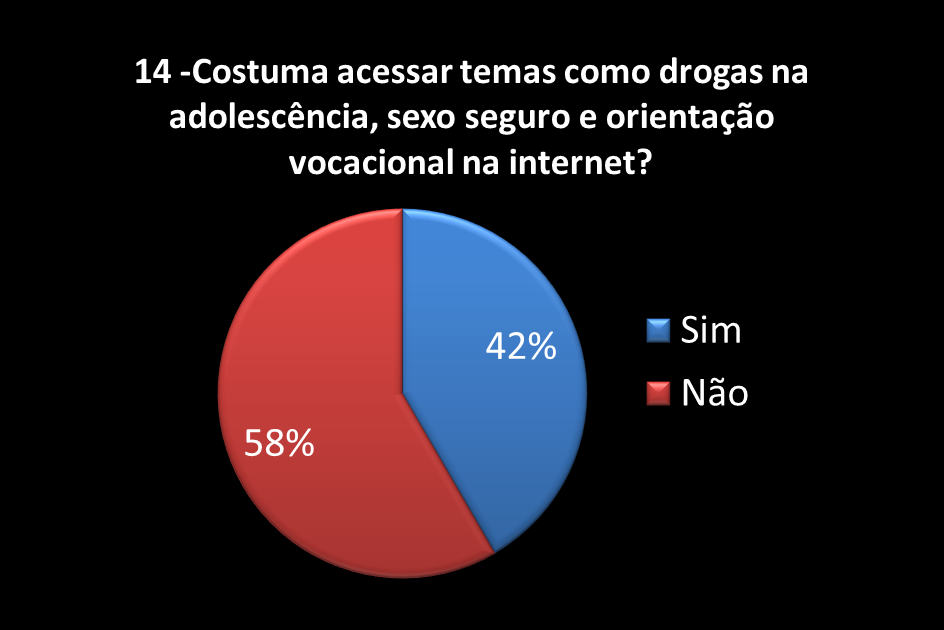 14 -Costuma acessar temas como drogas na
adolescência, sexo seguro e orientação
vocacional na internet?
42%
58%
Sim
Não